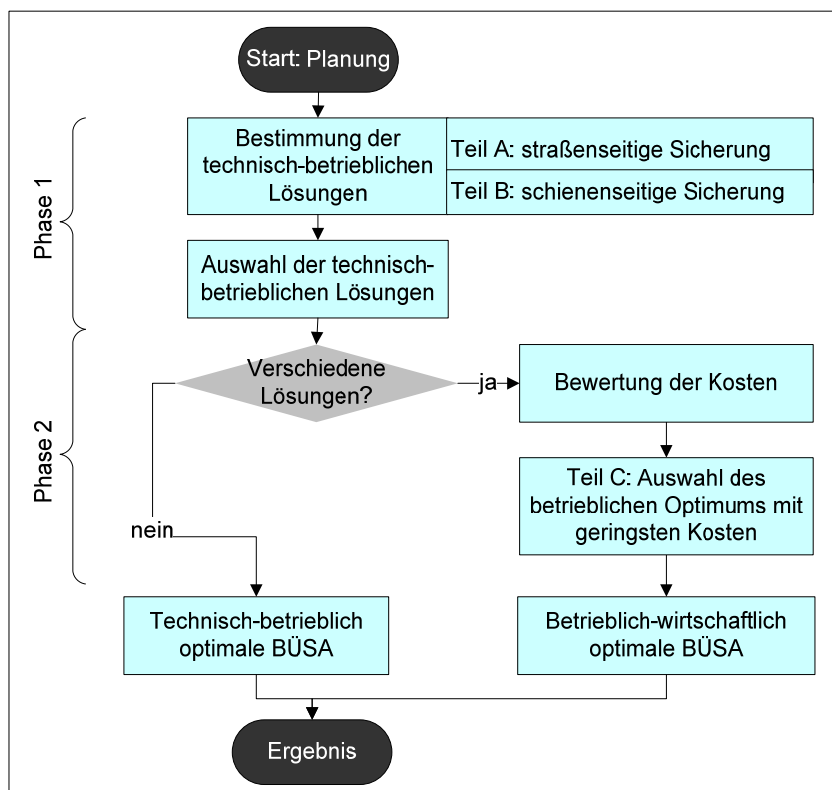 Start: Planung
Phase 1
Bestimmung der
technisch-betrieblichen
Lösungen
Teil A: straßenseitige Sicherung
Teil B: schienenseitige Sicherung
Auswahl der technisch-
betrieblichen Lösungen
Phase 2
Verschiedene
Lösungen?
ja
Bewertung der Kosten
Teil C: Auswahl des
betrieblichen Optimums mit
geringsten Kosten
nein
Technisch-betrieblich
optimale BÜSA
Betrieblich-wirtschaftlich
optimale BÜSA
Ergebnis